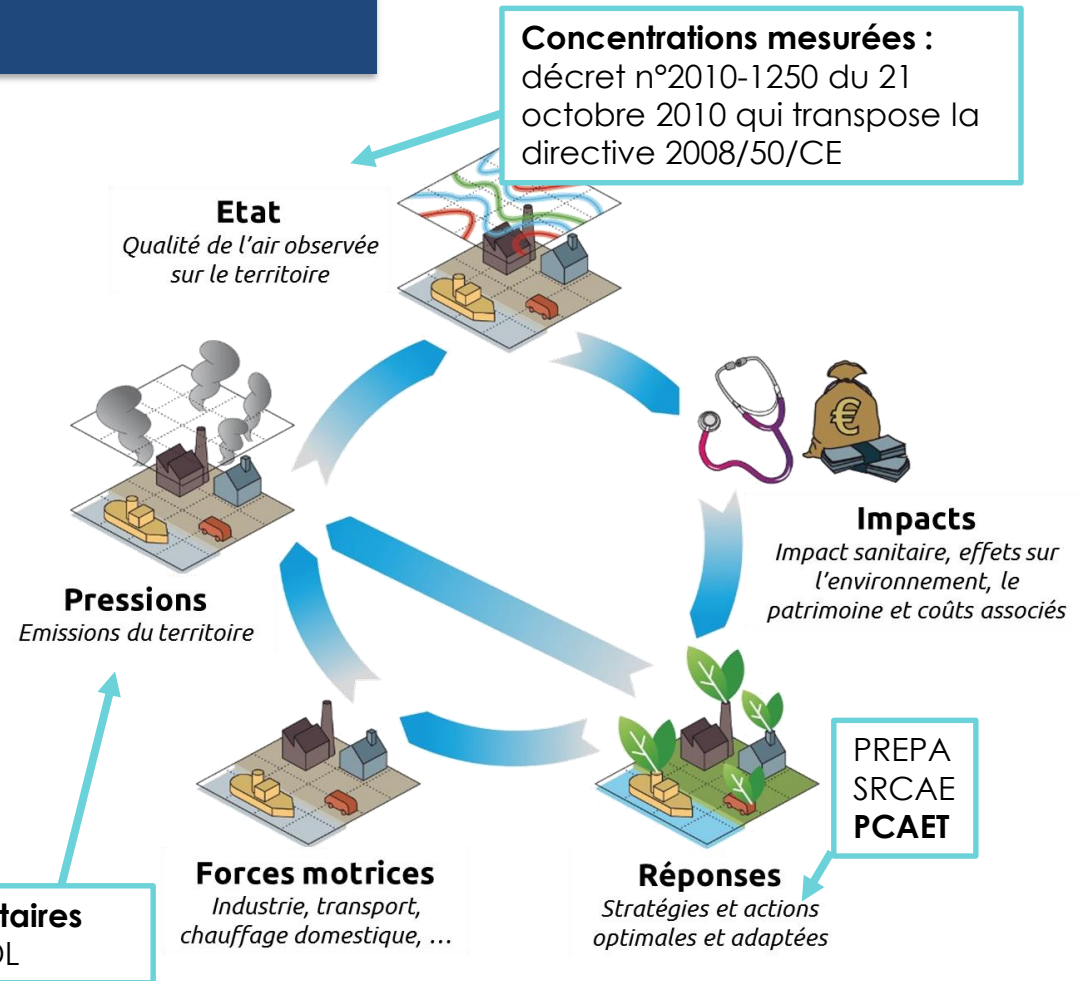 Concentrations mesurées :
décret n°2010-1250 du 21
octobre 2010 qui transpose la
directive 2008/50/CE
Etat
Qualité de l’air observée
sur le territoire
€
Impacts
Impact sanitaire, effets sur
l’environnement, le
patrimoine et coûts associés
Pressions
Emissions du territoire
PREPA
SRCAE
PCAET
Forces motrices
Industrie, transport,
chauffage domestique, …
Réponses
Stratégies et actions
optimales et adaptées